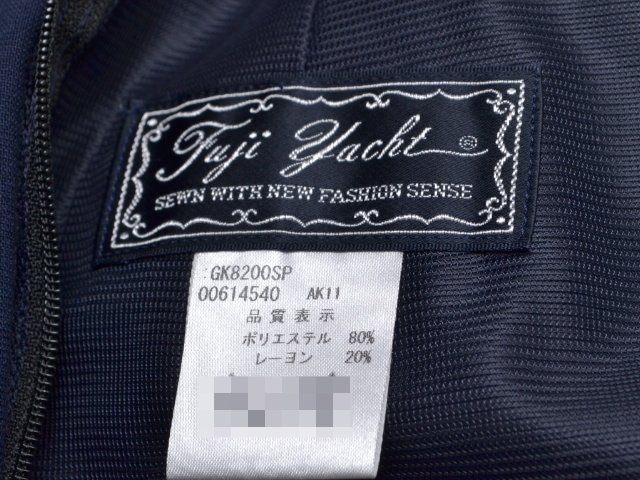 Fuji Yacht ®
SEWN WITH NEW FASHION SENSE
:GK8200SP
00614540 AK11
品質表示
ポリエステル 80%
レーヨン 20%